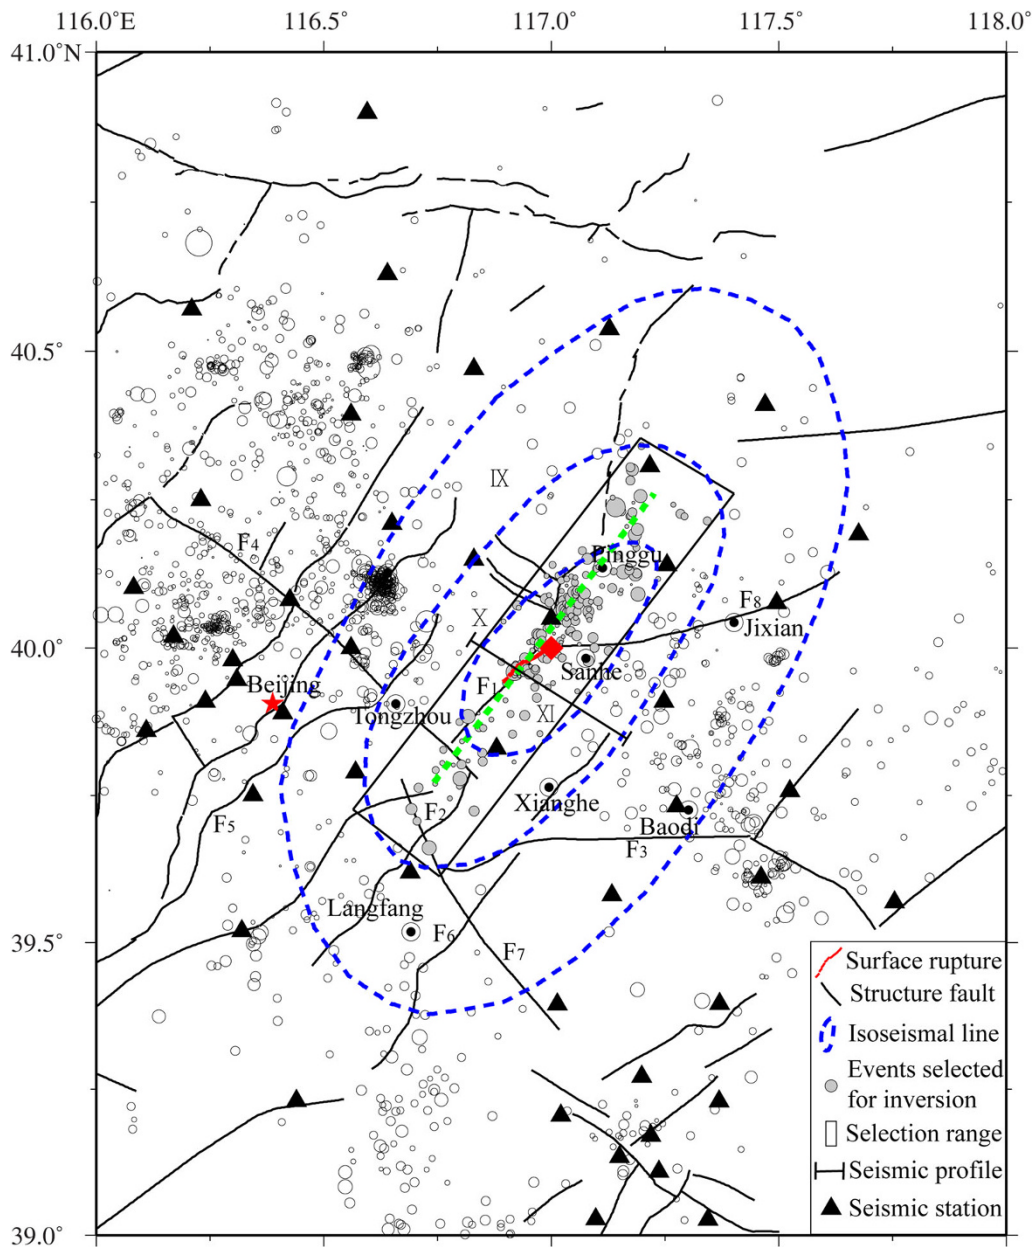 116.0°E 116.5° 117.0° 117.5° 118.0°
41.0°N
40.5°
IX
F4
Pinggu
F8
X
Jixian
40.0°
Sanhe
Beijing
F1
Tongzhou
XI
Xianghe
F2
Baodi
F5
F3
Langfang
F6
39.5°
F7
Surface rupture
Structure fault
Isoseismal line
Events selected
for inversion
Selection range
Seismic profile
Seismic station
39.0°